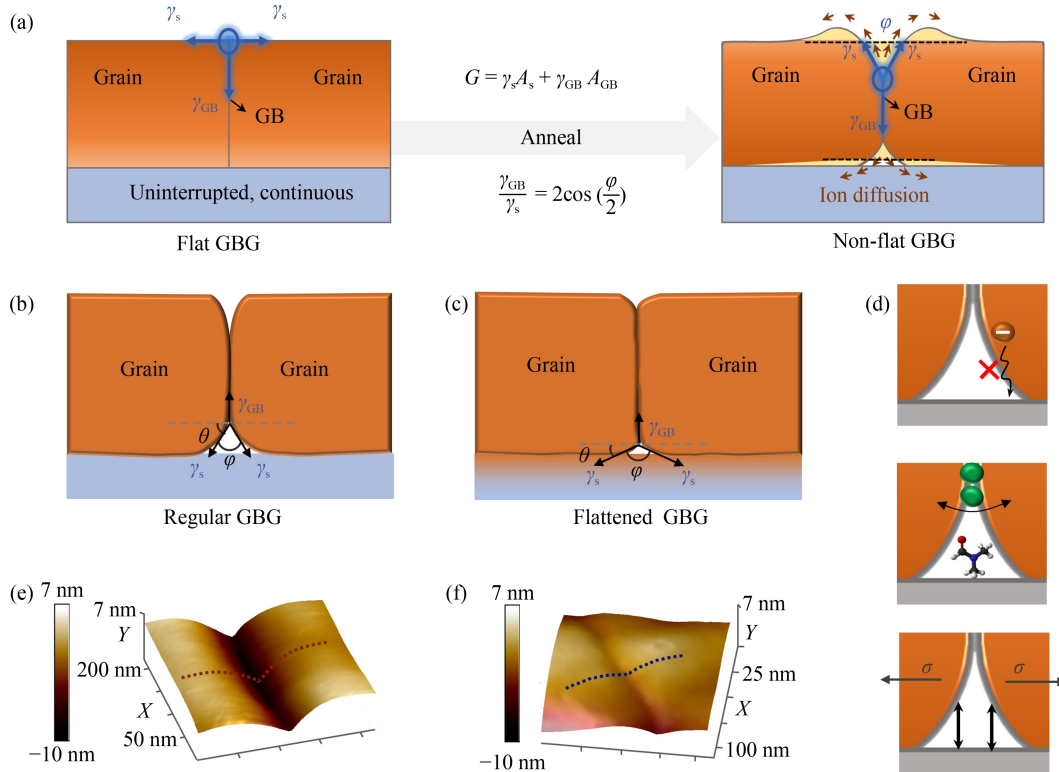 (a)
γs
γs
φ
γs
γs
Grain
Grain
γGB
GB
G = γsAs + γGB AGB
Anneal
γGB/γs = 2cos (φ/2)
Grain
Grain
γGB
GB
Uninterrupted, continuous
Ion diffusion
Flat GBG
Non-flat GBG
(b)
Grain
Grain
γGB
θ
φ
γs
γs
Regular GBG
(c)
Grain
Grain
γGB
θ
φ
γs
γs
Flattened GBG
(d)
σ
σ
(e)
7 nm
−10 nm
7 nm
Y
200 nm
X
50 nm
(f)
7 nm
−10 nm
7 nm
Y
25 nm
X
100 nm